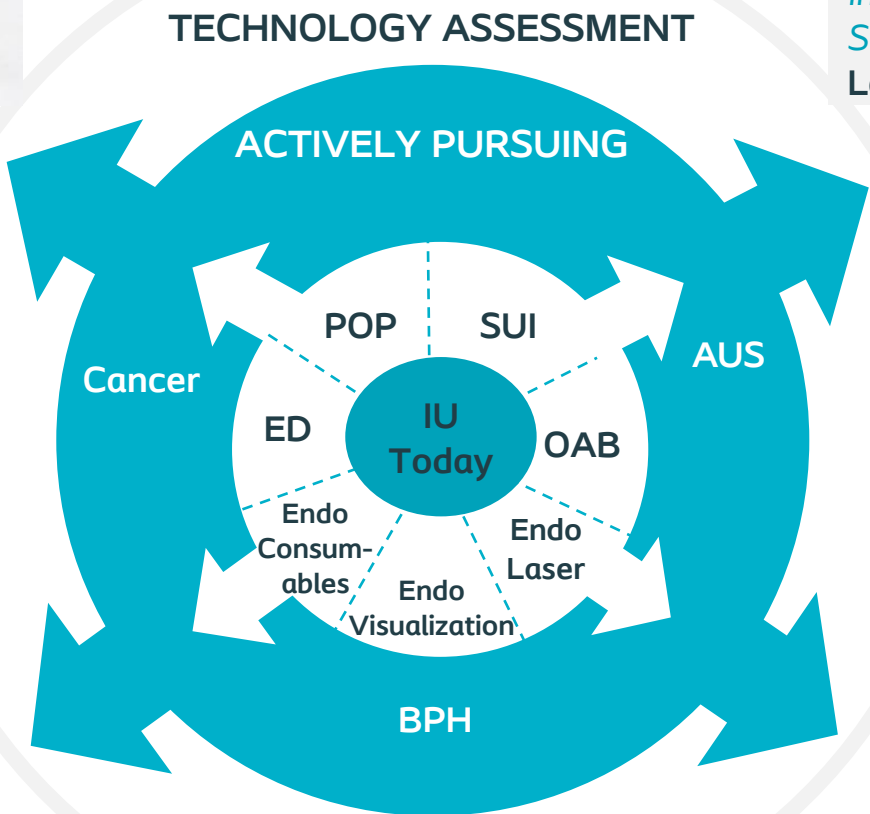 TECHNOLOGY ASSESSMENT
ACTIVELY PURSUING
POP
SUI
Cancer
AUS
ED
IU
Today
OAB
Endo
Consum-
ables
Endo
Laser
Endo
Visualization
BPH